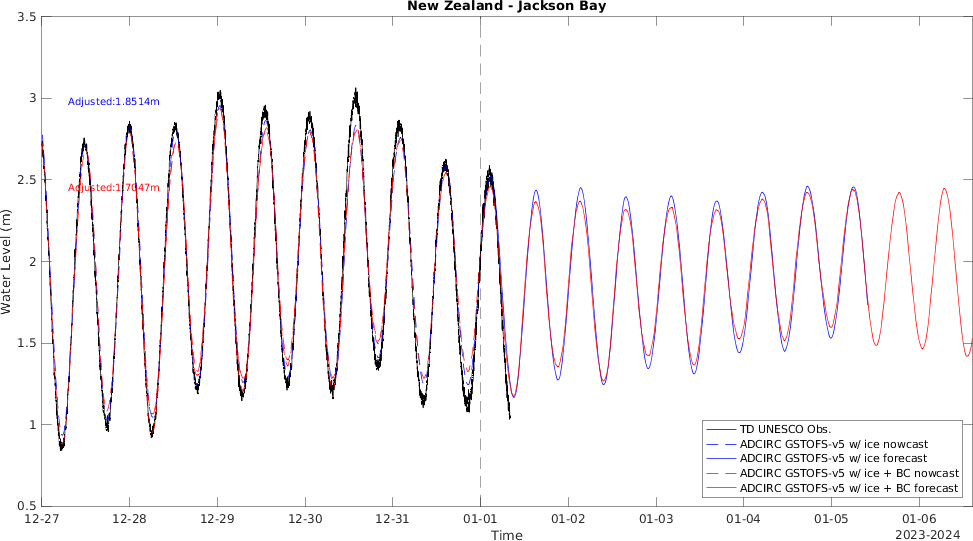 New Zealand - Jackson Bay
3.5
3
2.5
2
1.5
1
0.5
Water Level (m)
Adjusted:1.8514m
Adjusted:1.7047m
TD UNESCO Obs.
ADCIRC GSTOFS-v5 w/ ice nowcast
ADCIRC GSTOFS-v5 w/ ice forecast
ADCIRC GSTOFS-v5 w/ ice + BC nowcast
ADCIRC GSTOFS-v5 w/ ice + BC forecast
12-27 12-28 12-29 12-30 12-31 01-01 01-02 01-03 01-04 01-05 01-06
Time
2023-2024